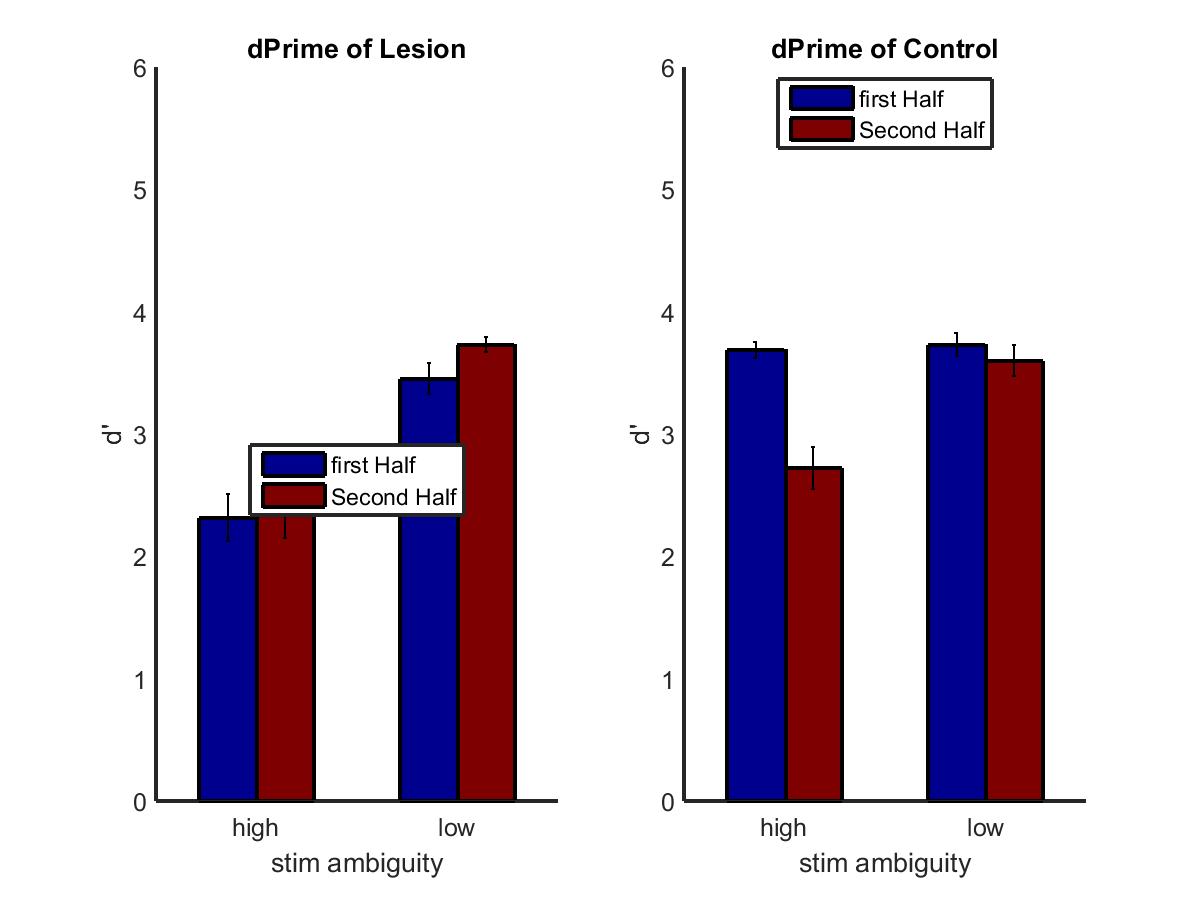 dPrime of Lesion
6
5
4
3
2
1
0
d'
first Half
Second Half
high
low
stim ambiguity
dPrime of Control
6
5
4
3
2
1
0
d'
first Half
Second Half
high
low
stim ambiguity